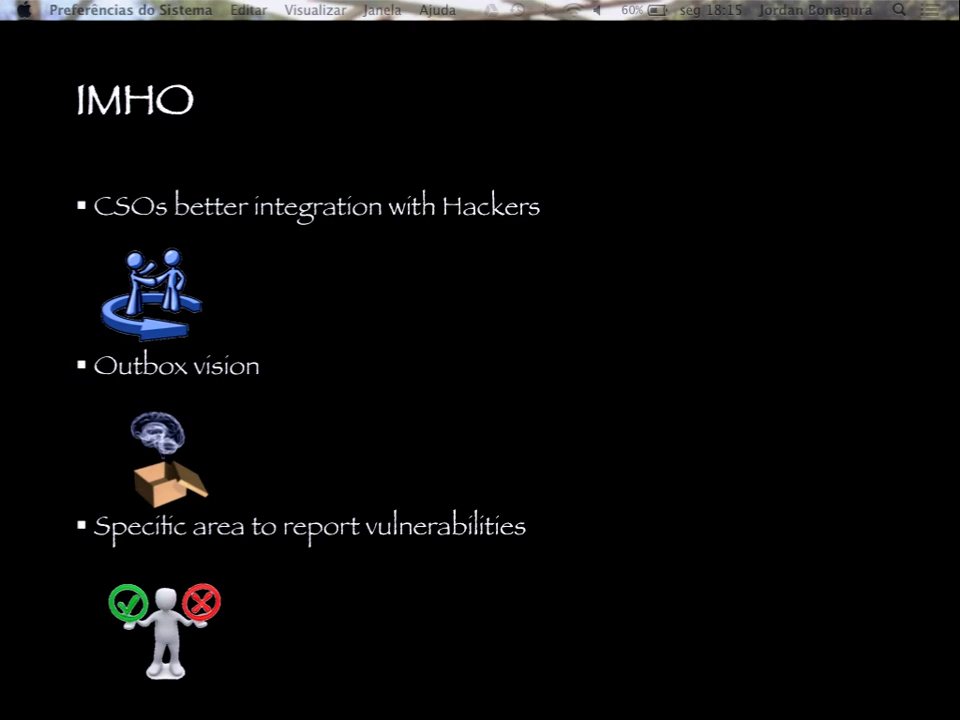 Preferências do Sistema Editar Visualizar Janela Ajuda 60% seg 18:15 Jordan Bonagura
IMHO
▪ CSOs better integration with Hackers
▪ Outbox vision
▪ Specific area to report vulnerabilities